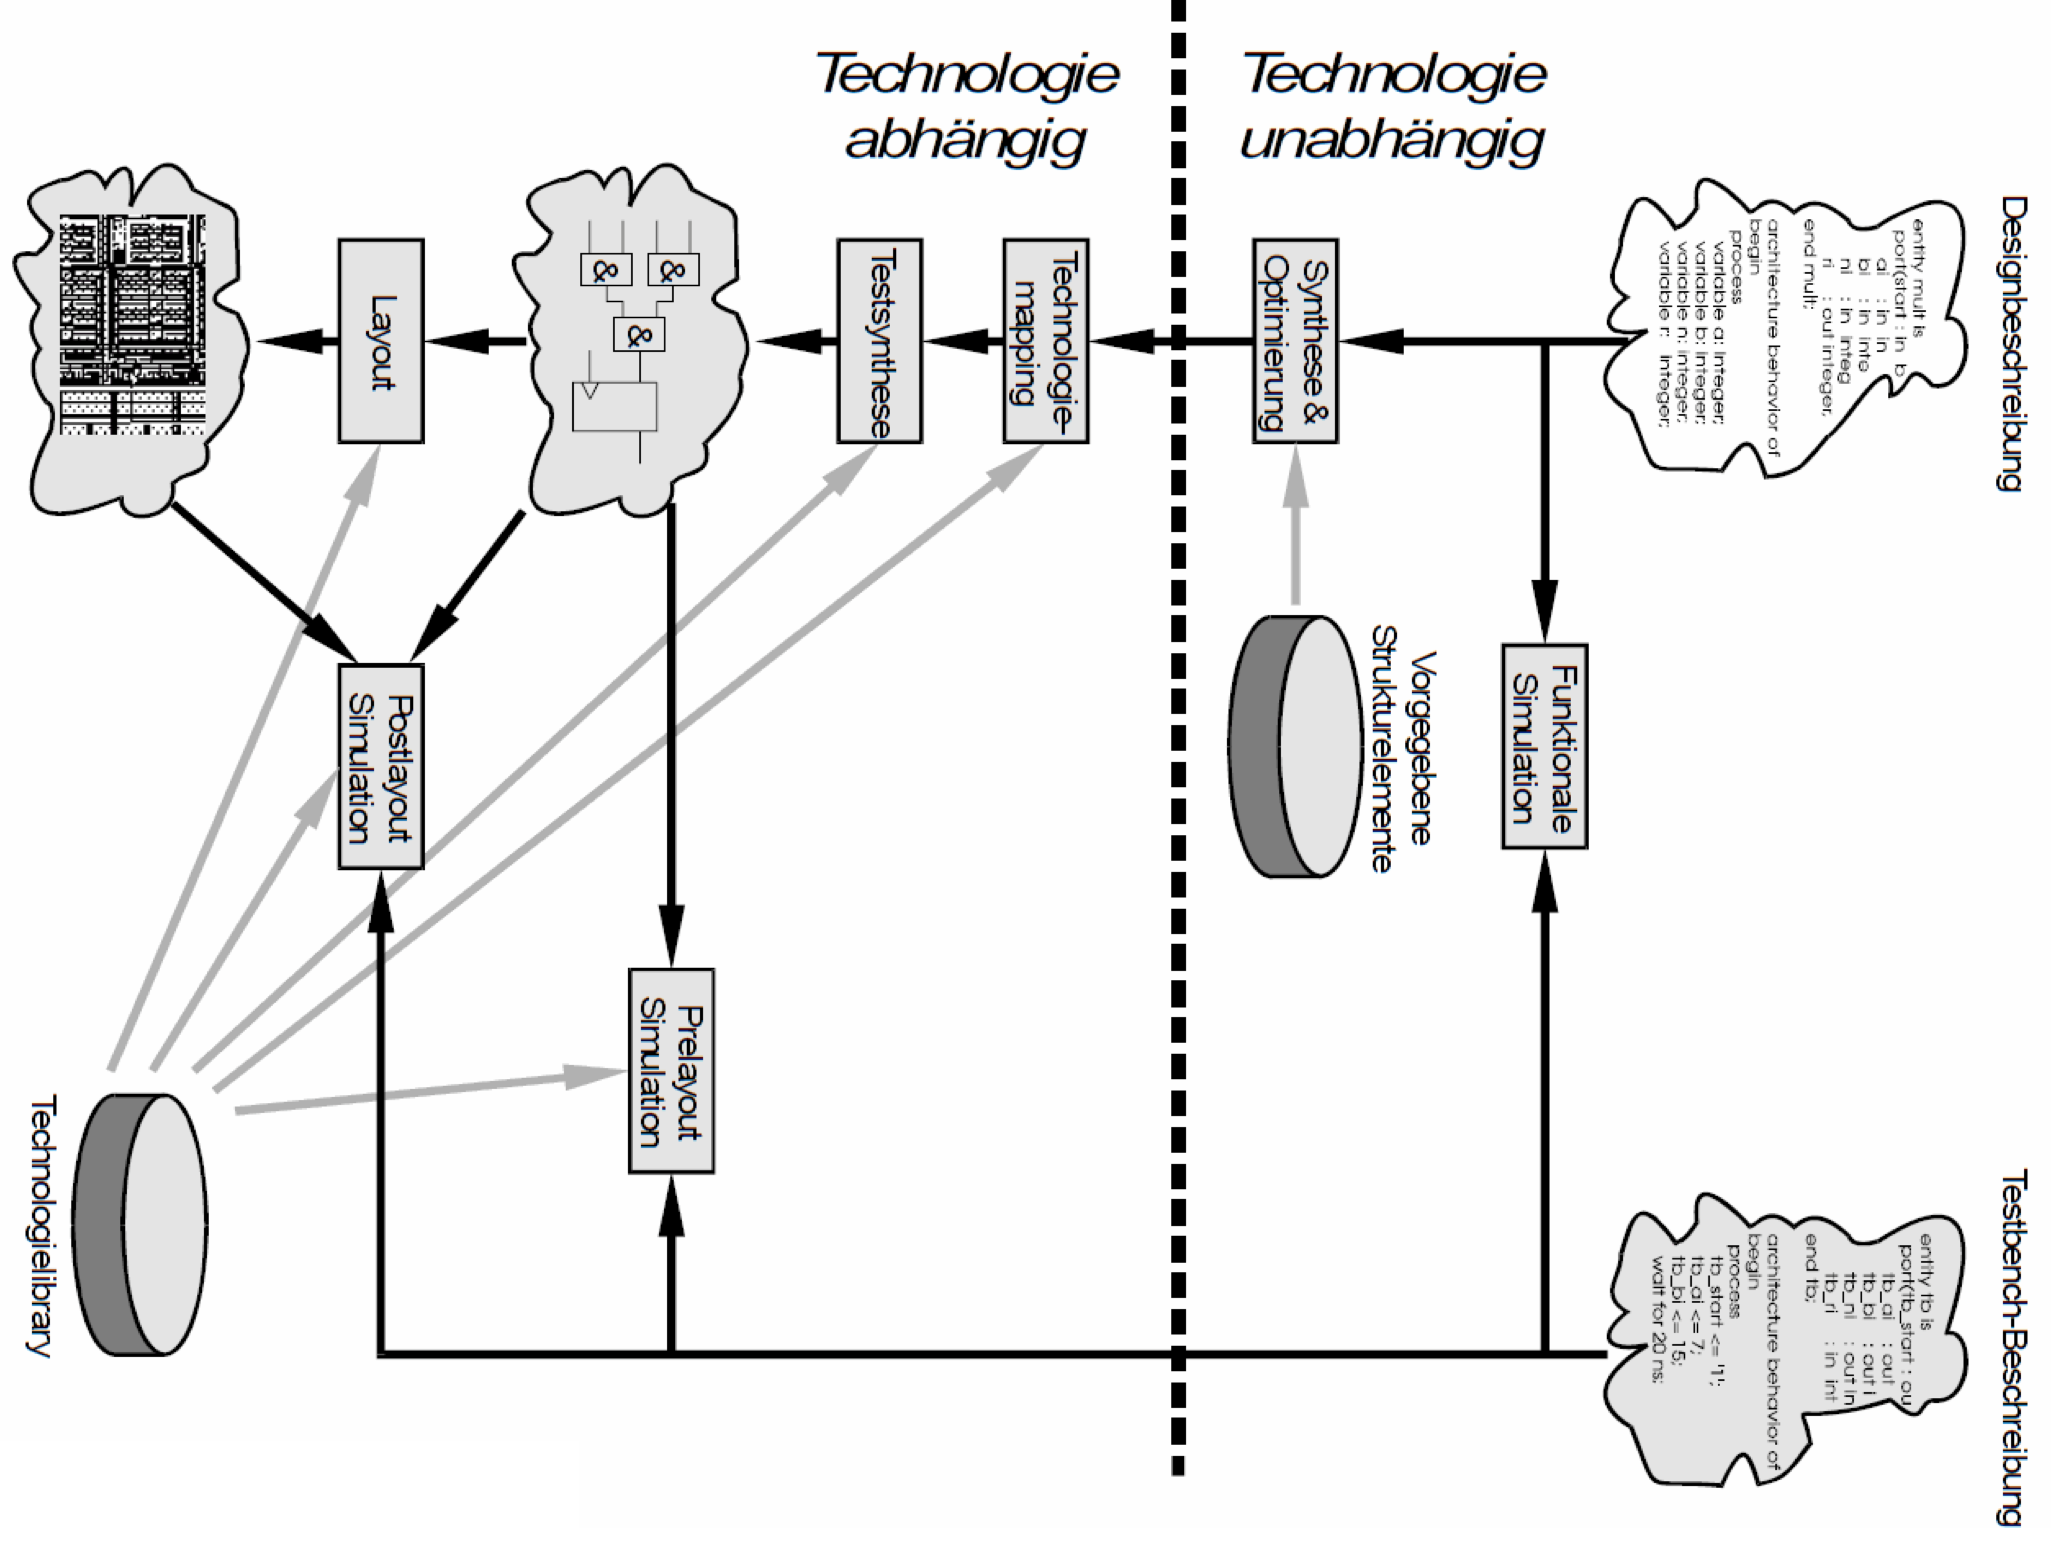 Technologie
abhängig
Technologie
unabhängig
Designbeschreibung
entity mult is
port(start : in b
ai : in in
bi : in inte
ni : in integ
ri : out integer,
end mult;
architecture behavior of
begin
process
variable a: integer;
variable b: integer;
variable n: integer;
variable r: integer;
Synthese &
Optimierung
Technologie-
mapping
Testsynthese
&
&
&
Layout
Funktionale
Simulation
Vorgegebene
Strukturelemente
Postlayout
Simulation
Prelayout
Simulation
Technologielibrary
Testbench-Beschreibung
entity tb is
port(tb_start : ou
tb_ai : out
tb_bi : out i
tb_ni : out in
tb_ri : in int
end tb;
architecture behavior of
begin
process
tb_start <= '1';
tb_ai <= 7;
tb_bi <= 15;
wait for 20 ns;